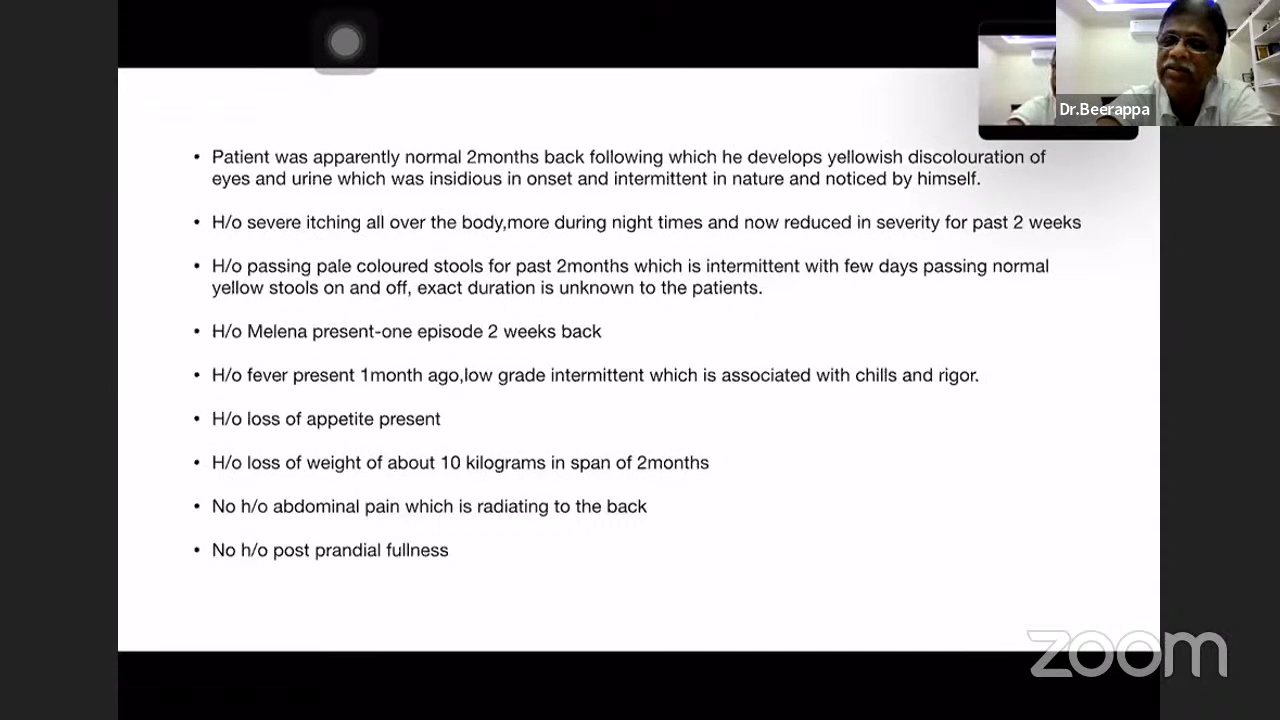 Dr.Beerappa
• Patient was apparently normal 2months back following which he develops yellowish discolouration of
eyes and urine which was insidious in onset and intermittent in nature and noticed by himself.
• H/o severe itching all over the body,more during night times and now reduced in severity for past 2 weeks
• H/o passing pale coloured stools for past 2months which is intermittent with few days passing normal
yellow stools on and off, exact duration is unknown to the patients.
• H/o Melena present-one episode 2 weeks back
• H/o fever present 1month ago,low grade intermittent which is associated with chills and rigor.
• H/o loss of appetite present
• H/o loss of weight of about 10 kilograms in span of 2months
• No h/o abdominal pain which is radiating to the back
• No h/o post prandial fullness
zoom